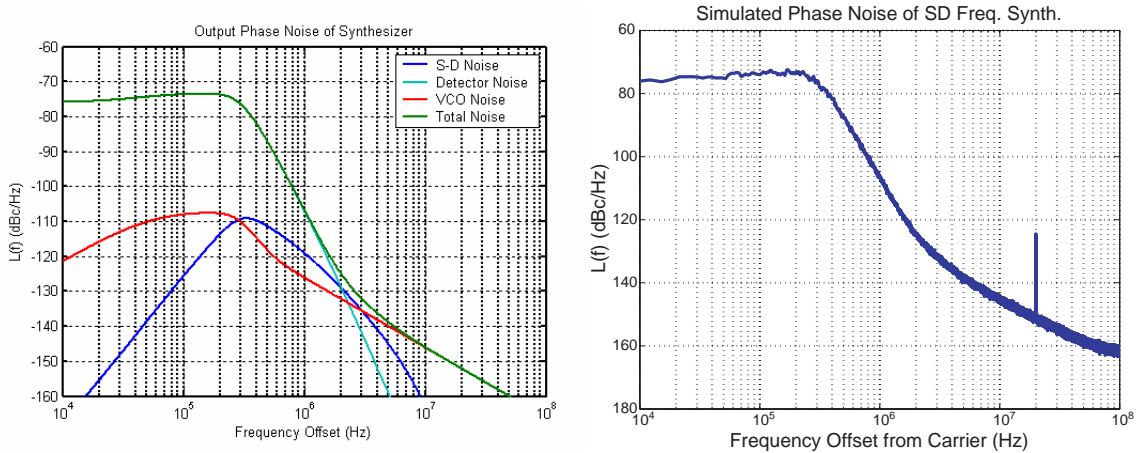 Output Phase Noise of Synthesizer
-60
-70
-80
-90
-100
-110
-120
-130
-140
-150
-160
L(f) (dBc/Hz)
S-D Noise
Detector Noise
VCO Noise
Total Noise
10^4 10^5 10^6 10^7 10^8
Frequency Offset (Hz)
Simulated Phase Noise of SD Freq. Synth.
60
80
100
120
140
160
180
L(f) (dBc/Hz)
10^4 10^5 10^6 10^7 10^8
Frequency Offset from Carrier (Hz)